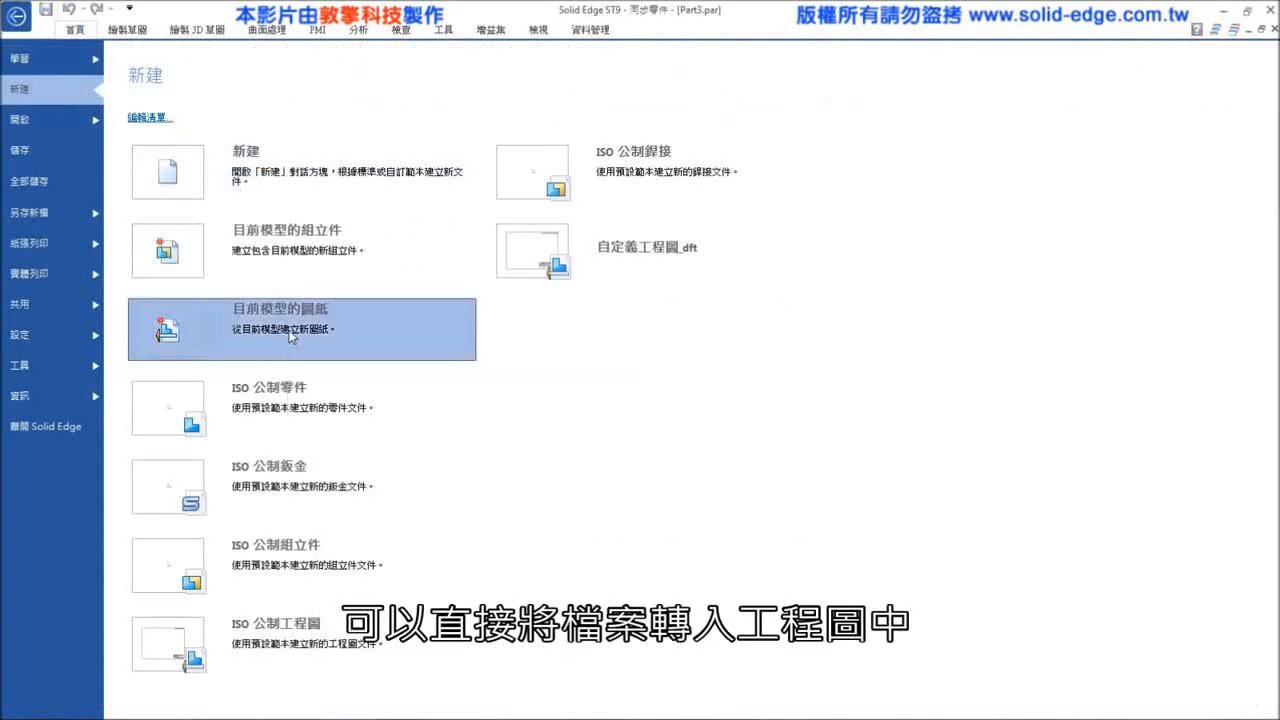 Solid Edge ST9 - 同步零件 - [Part3.par]
本影片由敦擎科技製作
版權所有請勿盜拷 www.solid-edge.com.tw
首頁 繪製草圖 繪製 3D 草圖 曲面處理 PMI 分析 檢查 工具 增益集 檢視 資料管理
學習
新建
開啟
儲存
全部儲存
另存新檔
紙張列印
實體列印
共用
設定
工具
資訊
離開 Solid Edge
新建
編輯清單...
新建
開啟「新建」對話方塊，根據標準或自訂範本建立新文
件。
目前模型的組立件
建立包含目前模型的新組立件。
目前模型的圖紙
從目前模型建立新圖紙。
ISO 公制零件
使用預設範本建立新的零件文件。
ISO 公制鈑金
使用預設範本建立新的鈑金文件。
ISO 公制組立件
使用預設範本建立新的組立件文件。
ISO 公制工程圖
使用預設範本建立新的工程圖文件。
ISO 公制銲接
使用預設範本建立新的銲接文件。
自定義工程圖_dft
可以直接將檔案轉入工程圖中